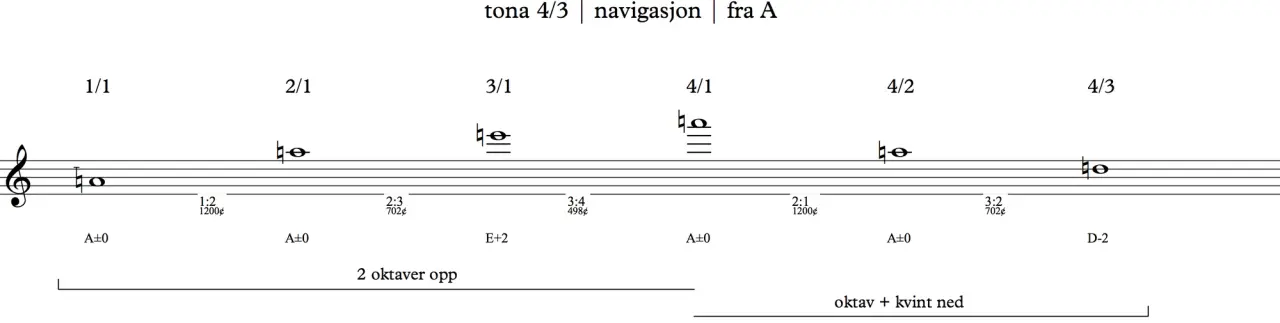 tona 4/3 | navigasjon | fra A
1/1 2/1 3/1 4/1 4/2 4/3
1:2 2:3 3:4 2:1 3:2
1200¢ 702¢ 498¢ 1200¢ 702¢
A±0 A±0 E+2 A±0 A±0 D-2
2 oktaver opp
oktav + kvint ned